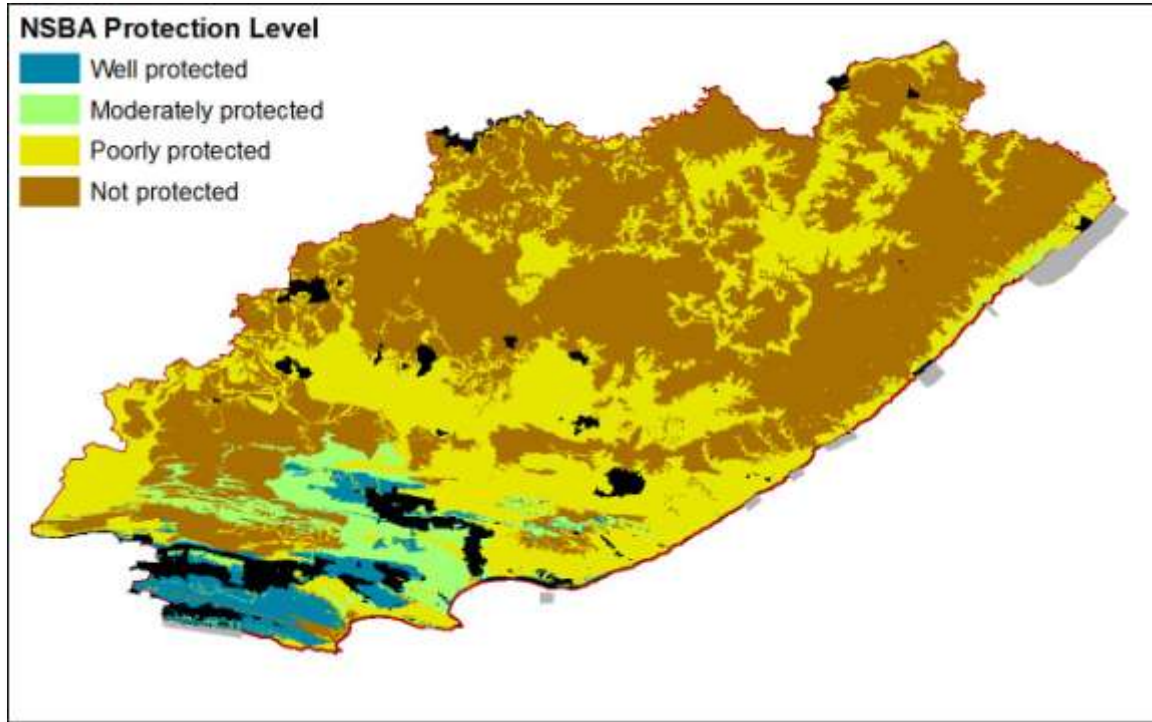 NSBA Protection Level
Well protected
Moderately protected
Poorly protected
Not protected